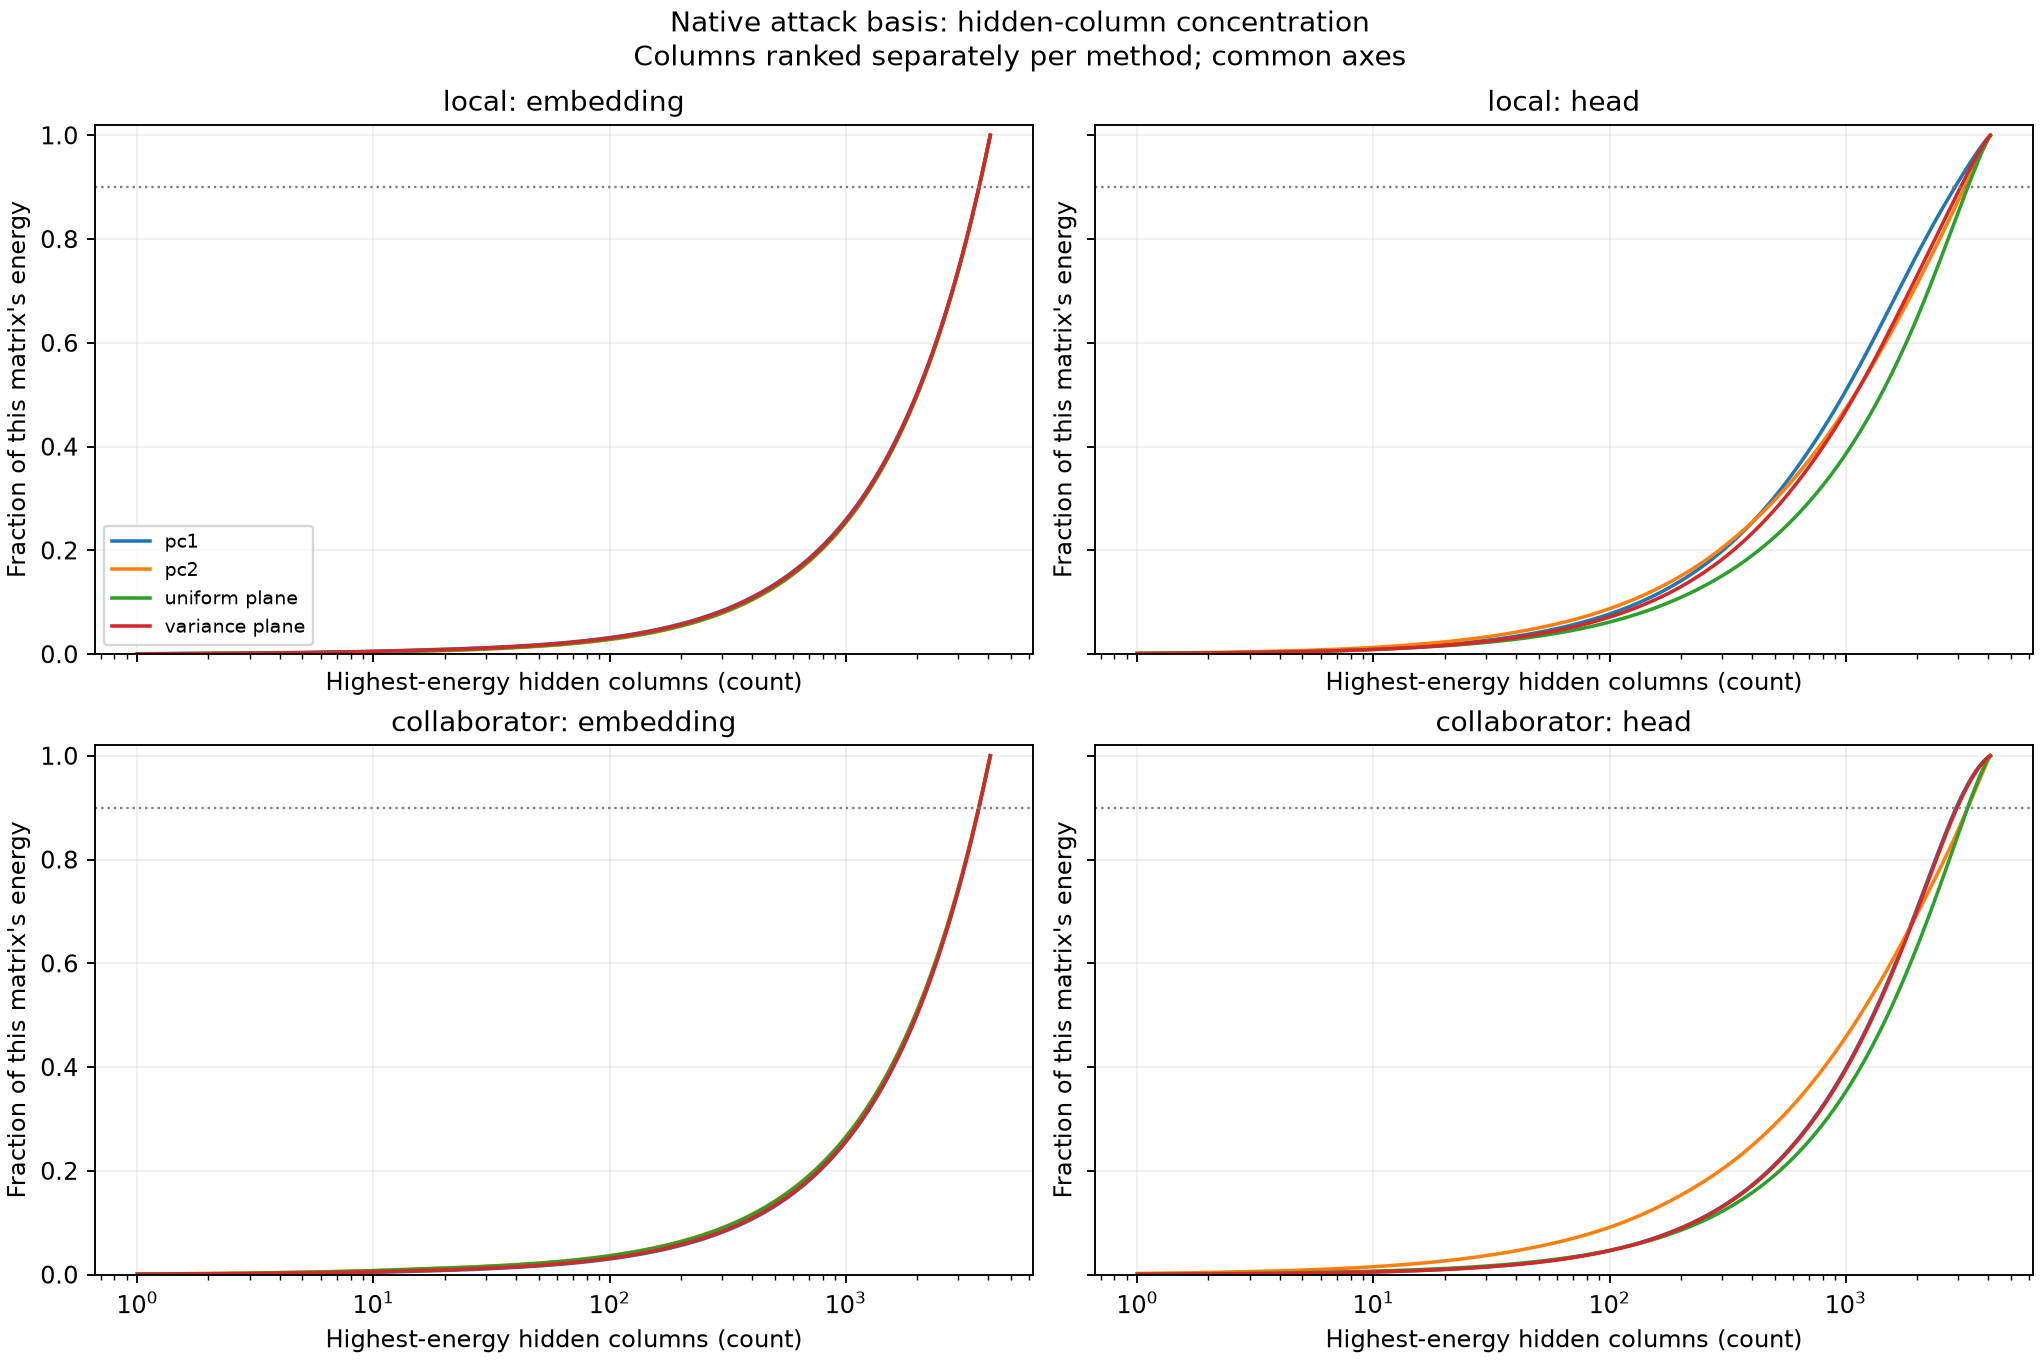 Native attack basis: hidden-column concentration
Columns ranked separately per method; common axes
local: embedding
Fraction of this matrix's energy
1.0
0.8
0.6
0.4
0.2
0.0
pc1
pc2
uniform plane
variance plane
Highest-energy hidden columns (count)
local: head
Fraction of this matrix's energy
Highest-energy hidden columns (count)
collaborator: embedding
Fraction of this matrix's energy
1.0
0.8
0.6
0.4
0.2
0.0
10⁰ 10¹ 10² 10³
Highest-energy hidden columns (count)
collaborator: head
Fraction of this matrix's energy
10⁰ 10¹ 10² 10³
Highest-energy hidden columns (count)